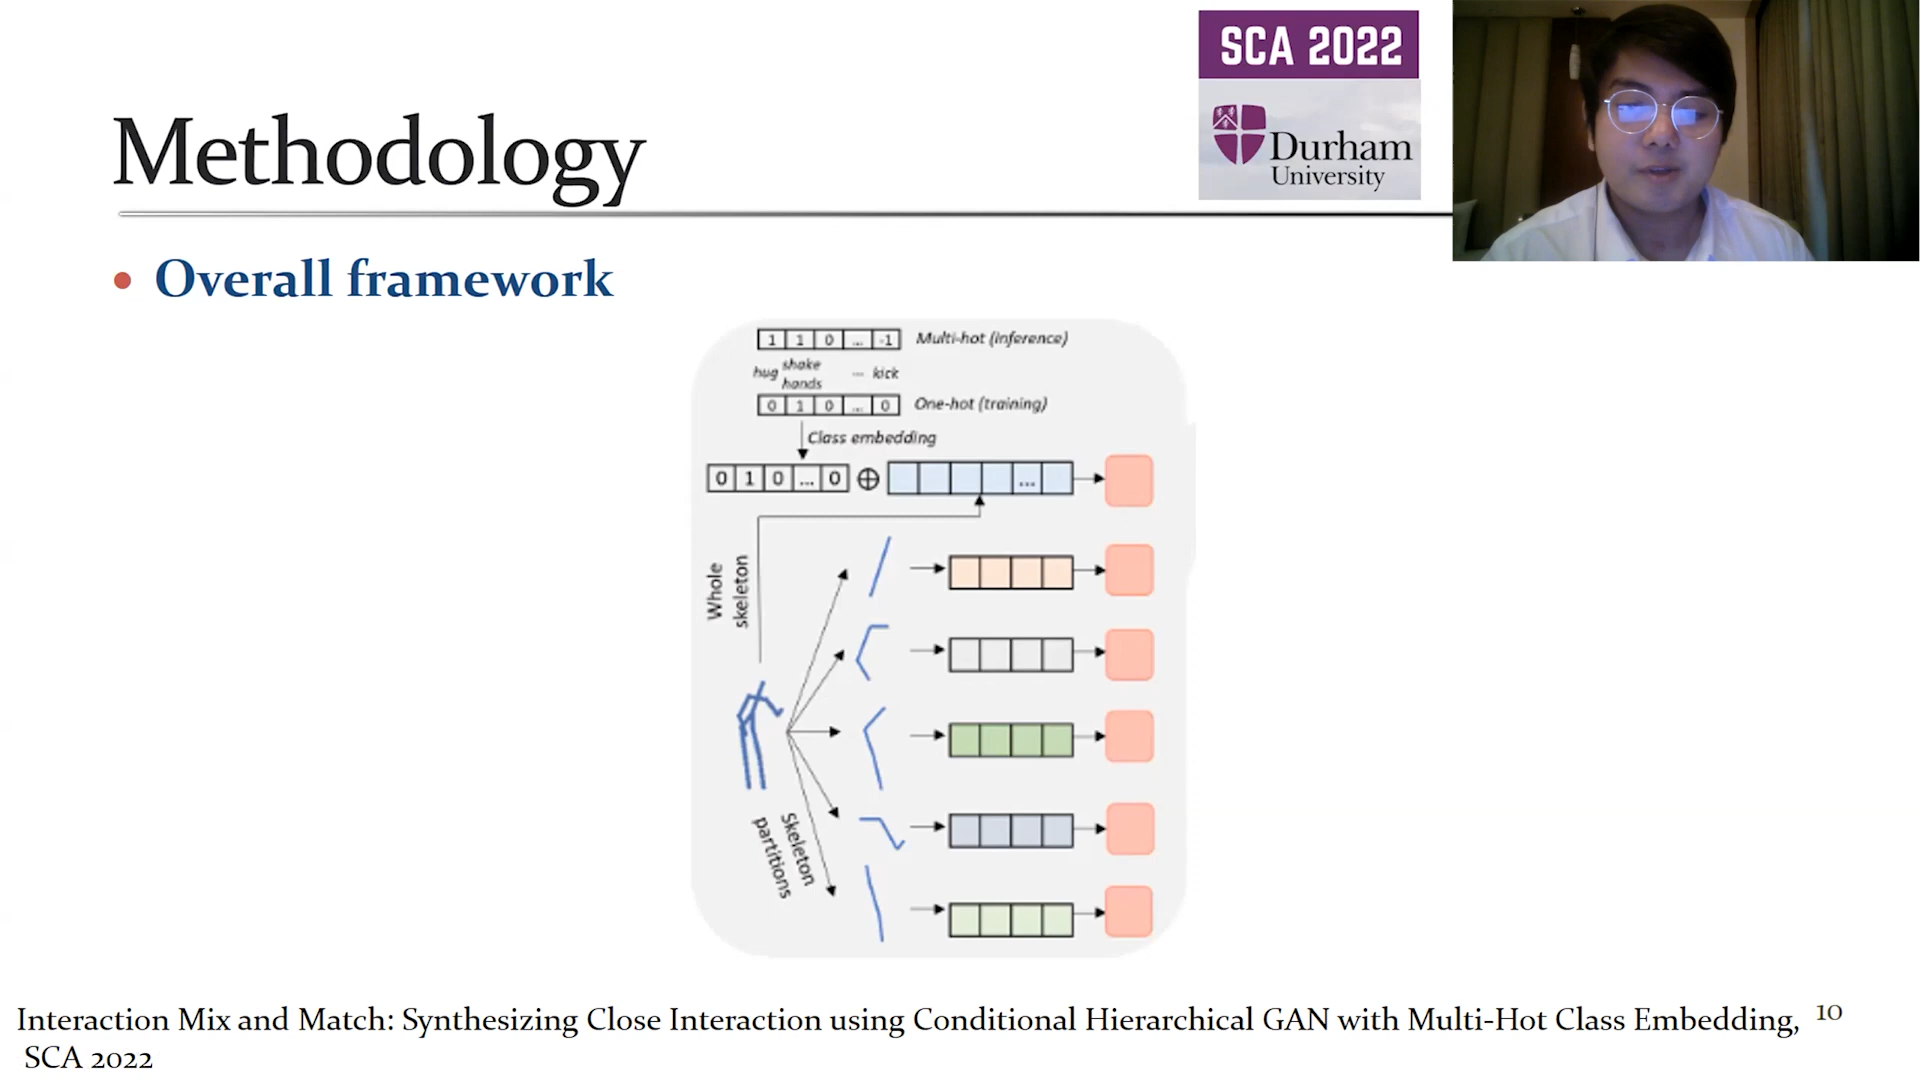 SCA 2022
Durham
University
Methodology
• Overall framework
1 1 0 ... -1 Multi-hot (inference)
hug shake hands ... kick
0 1 0 ... 0 One-hot (training)
Class embedding
0 1 0 ... 0 ⊕ ...
Whole
skeleton
Skeleton
partitions
Interaction Mix and Match: Synthesizing Close Interaction using Conditional Hierarchical GAN with Multi-Hot Class Embedding,
SCA 2022
10